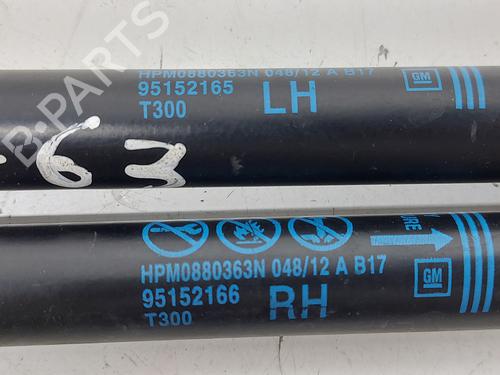 HPM0880363N 048/12 A B17
95152165 LH
T300
GM
B-PARTS
HPM0880363N 048/12 A B17
95152166 RH
T300
GM